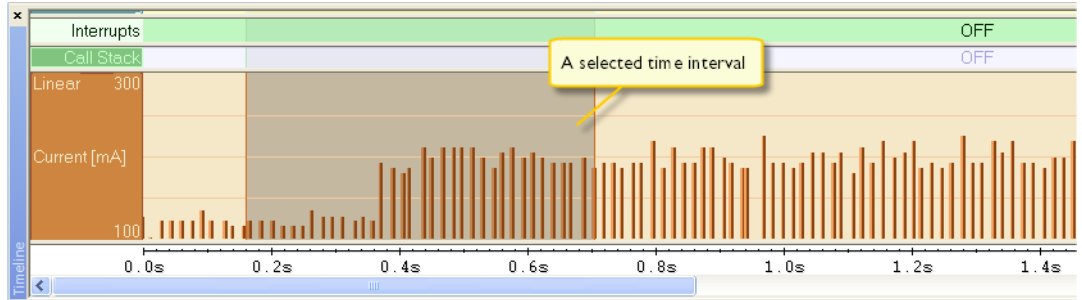 Interrupts OFF
Call Stack OFF
A selected time interval
Linear 300
Current [mA]
100
0.0s 0.2s 0.4s 0.6s 0.8s 1.0s 1.2s 1.4s
Timeline